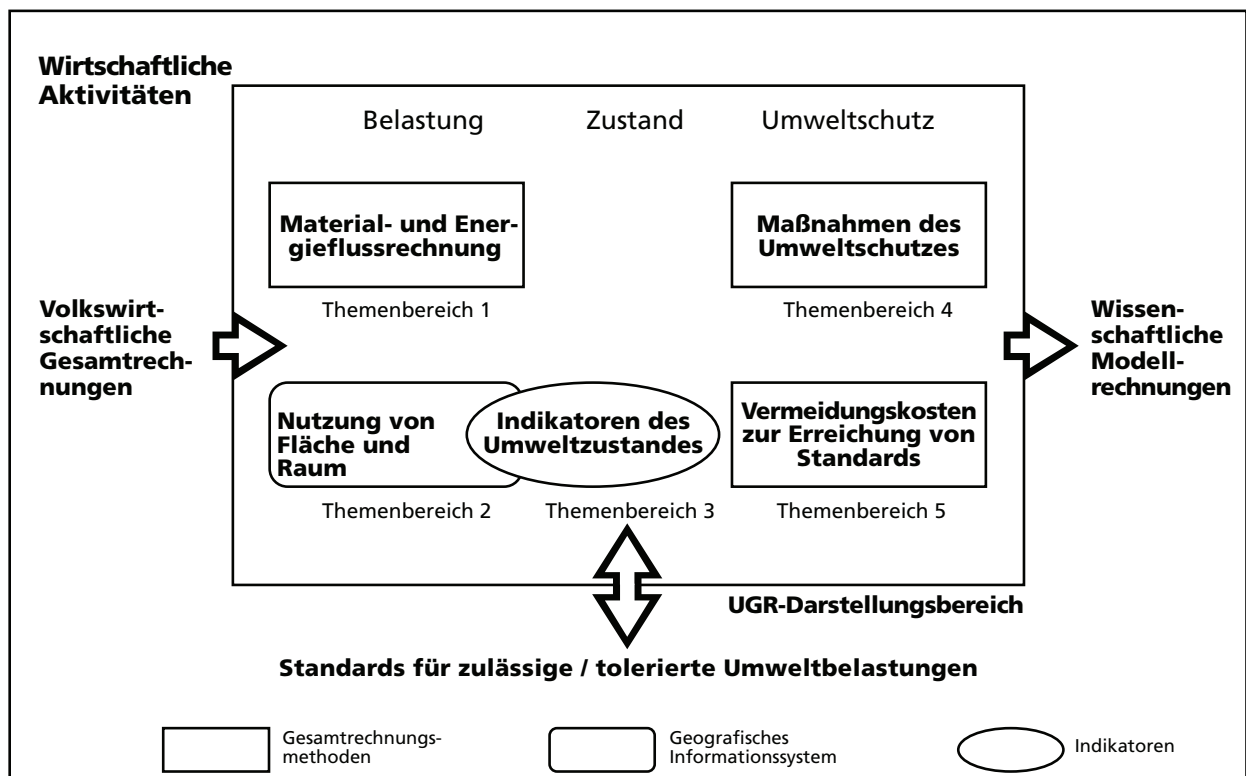 Wirtschaftliche
Aktivitäten
Belastung Zustand Umweltschutz
Material- und Ener-
gieflussrechnung
Maßnahmen des
Umweltschutzes
Themenbereich 1
Themenbereich 4
Volkswirt-
schaftliche
Gesamtrech-
nungen
Wissen-
schaftliche
Modell-
rechnungen
Nutzung von
Fläche und
Raum
Indikatoren des
Umweltzustandes
Vermeidungskosten
zur Erreichung von
Standards
Themenbereich 2
Themenbereich 3
Themenbereich 5
UGR-Darstellungsbereich
Standards für zulässige / tolerierte Umweltbelastungen
Gesamtrechnungs-
methoden
Geografisches
Informationssystem
Indikatoren